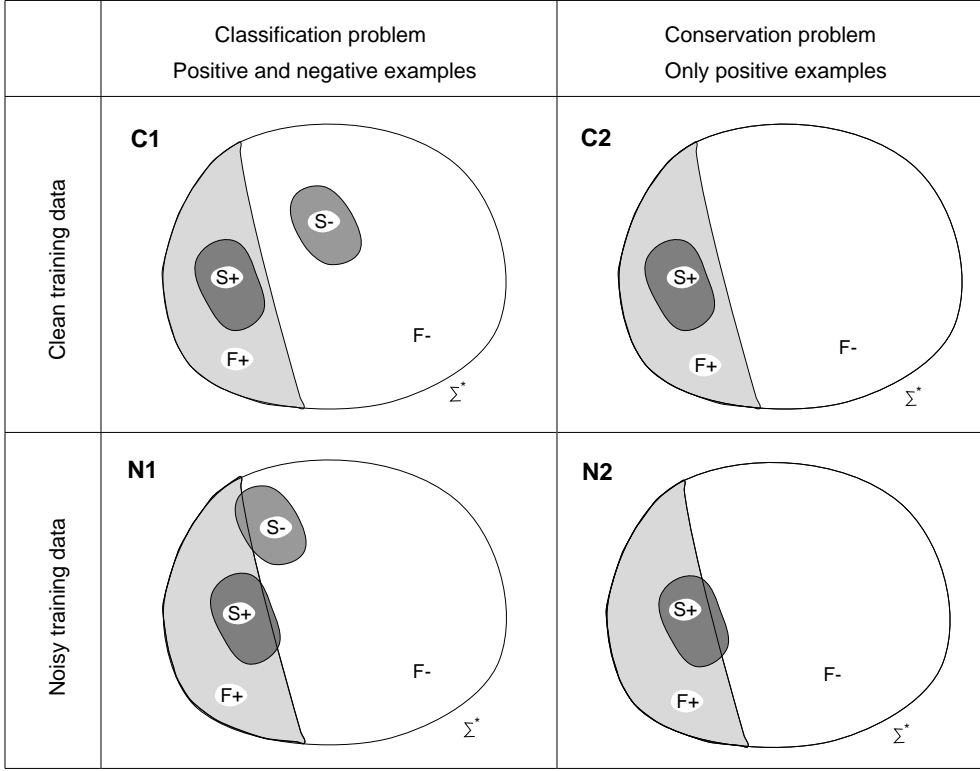 Classification problem
Positive and negative examples
Conservation problem
Only positive examples
Clean training data
C1
S-
S+
F-
F+
Σ*
C2
S+
F-
F+
Σ*
Noisy training data
N1
S-
S+
F-
F+
Σ*
N2
S+
F-
F+
Σ*